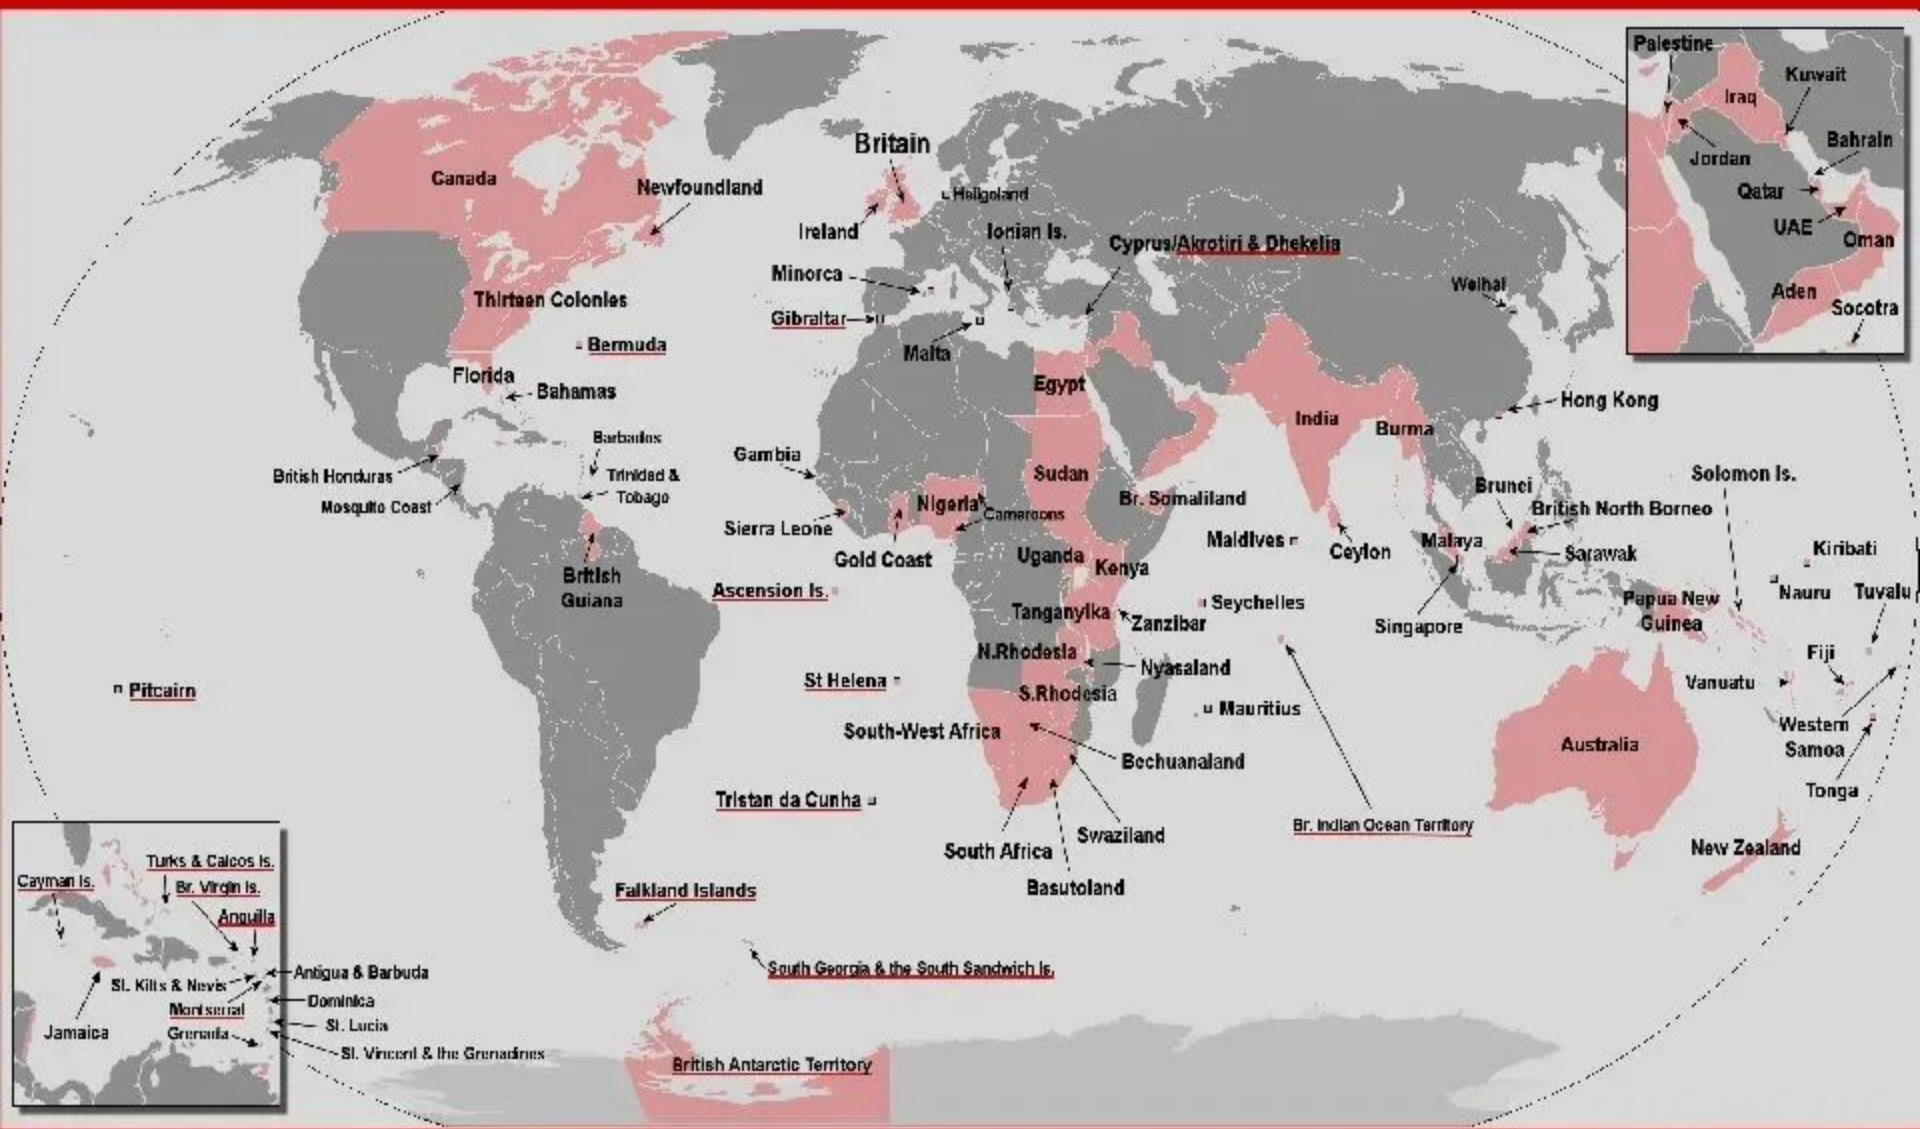 Palestine
Kuwait
Iraq
Bahrain
Jordan
Qatar
UAE
Oman
Aden
Socotra
Britain
Canada
Newfoundland
Heligoland
Ireland
Ionian Is.
Cyprus/Akrotiri & Dhekelia
Minorca
Weihai
Thirteen Colonies
Gibraltar
Bermuda
Malta
Florida
Egypt
Bahamas
Hong Kong
India
Burma
Barbados
Gambia
British Honduras
Trinidad &
Tobago
Sudan
Solomon Is.
Mosquito Coast
Nigeria
Cameroons
Br. Somaliland
Brunei
British North Borneo
Sierra Leone
Gold Coast
Uganda
Kenya
Maldives
Ceylon
Malaya
Sarawak
Kiribati
British
Guiana
Ascension Is.
Tanganyika
Zanzibar
Seychelles
Singapore
Papua New
Guinea
Nauru
Tuvalu
N.Rhodesia
Nyasaland
Fiji
Pitcairn
St Helena
S.Rhodesia
Mauritius
Vanuatu
South-West Africa
Bechuanaland
Australia
Western
Samoa
Tristan da Cunha
Tonga
South Africa
Swaziland
Br. Indian Ocean Territory
New Zealand
Basutoland
Falkland Islands
South Georgia & the South Sandwich Is.
British Antarctic Territory
Turks & Caicos Is.
Cayman Is.
Br. Virgin Is.
Anguilla
Antigua & Barbuda
St. Kitts & Nevis
Dominica
Montserrat
St. Lucia
Jamaica
Grenada
St. Vincent & the Grenadines